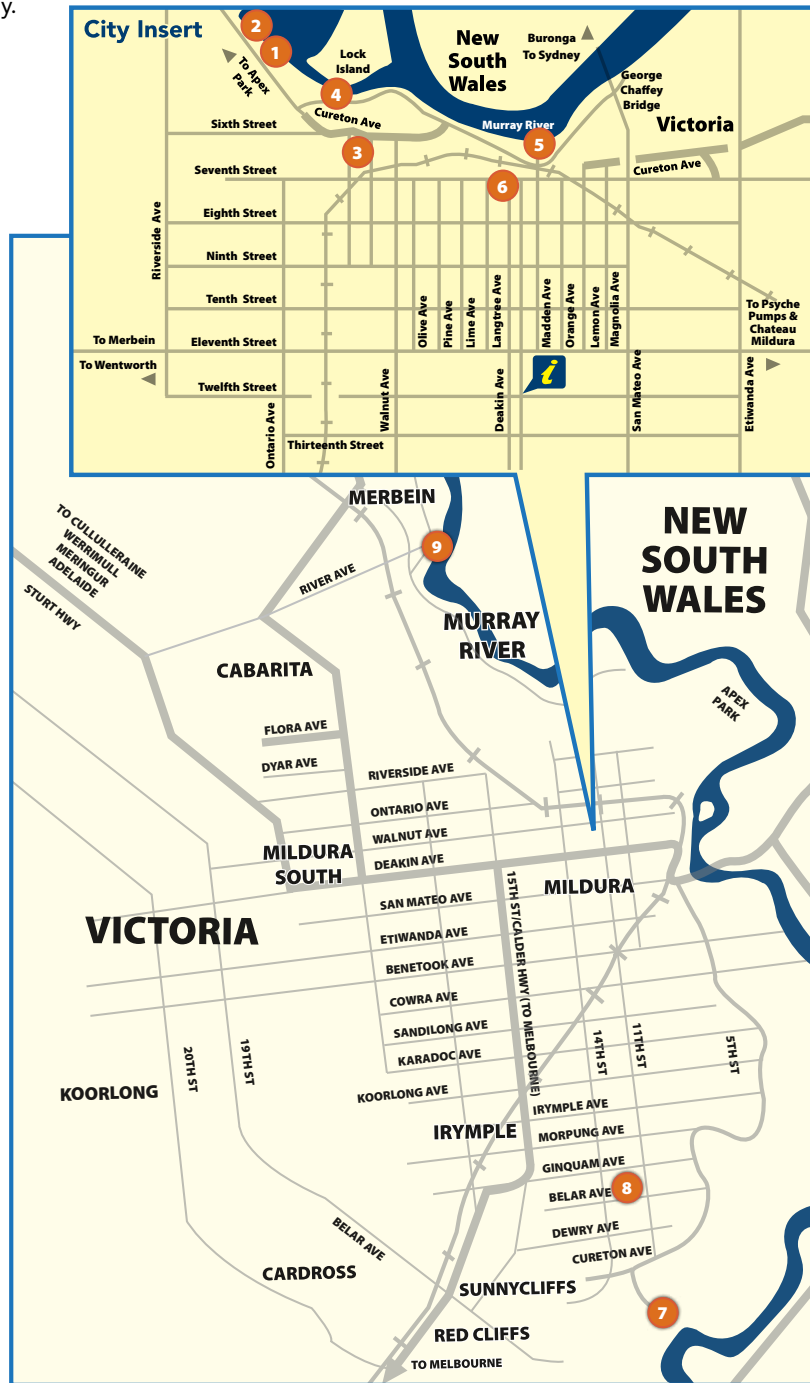 y.
City Insert
2
1
To Apex
Park
Lock
Island
4
New
South
Wales
Buronga
To Sydney
George
Chaffey
Bridge
Victoria
Sixth Street
Cureton Ave
3
Murray River
5
Cureton Ave
Seventh Street
6
Eighth Street
Riverside Ave
Ninth Street
Tenth Street
Olive Ave
Pine Ave
Lime Ave
Langtree Ave
Madden Ave
Orange Ave
Lemon Ave
Magnolia Ave
To Psyche
Pumps &
Chateau
Mildura
To Merbein
Eleventh Street
To Wentworth
Twelfth Street
Ontario Ave
Walnut Ave
Deakin Ave
i
San Mateo Ave
Etiwanda Ave
Thirteenth Street
MERBEIN
NEW
SOUTH
WALES
TO CULLULLERAINE
WERRIMULL
MERINGUR
ADELAIDE
STURT HWY
9
RIVER AVE
MURRAY
RIVER
CABARITA
APEX
PARK
FLORA AVE
DYAR AVE
RIVERSIDE AVE
ONTARIO AVE
WALNUT AVE
DEAKIN AVE
MILDURA
SOUTH
MILDURA
VICTORIA
SAN MATEO AVE
ETIWANDA AVE
BENETOOK AVE
COWRA AVE
SANDILONG AVE
KARADOC AVE
KOORLONG AVE
15TH ST/CALDER HWY (TO MELBOURNE)
14TH ST
11TH ST
5TH ST
20TH ST
19TH ST
KOORLONG
IRYMPLE
IRYMPLE AVE
MORPUNG AVE
GINQUAM AVE
BELAR AVE
8
DEWRY AVE
CURETON AVE
BELAR AVE
CARDROSS
SUNNYCLIFFS
7
RED CLIFFS
TO MELBOURNE